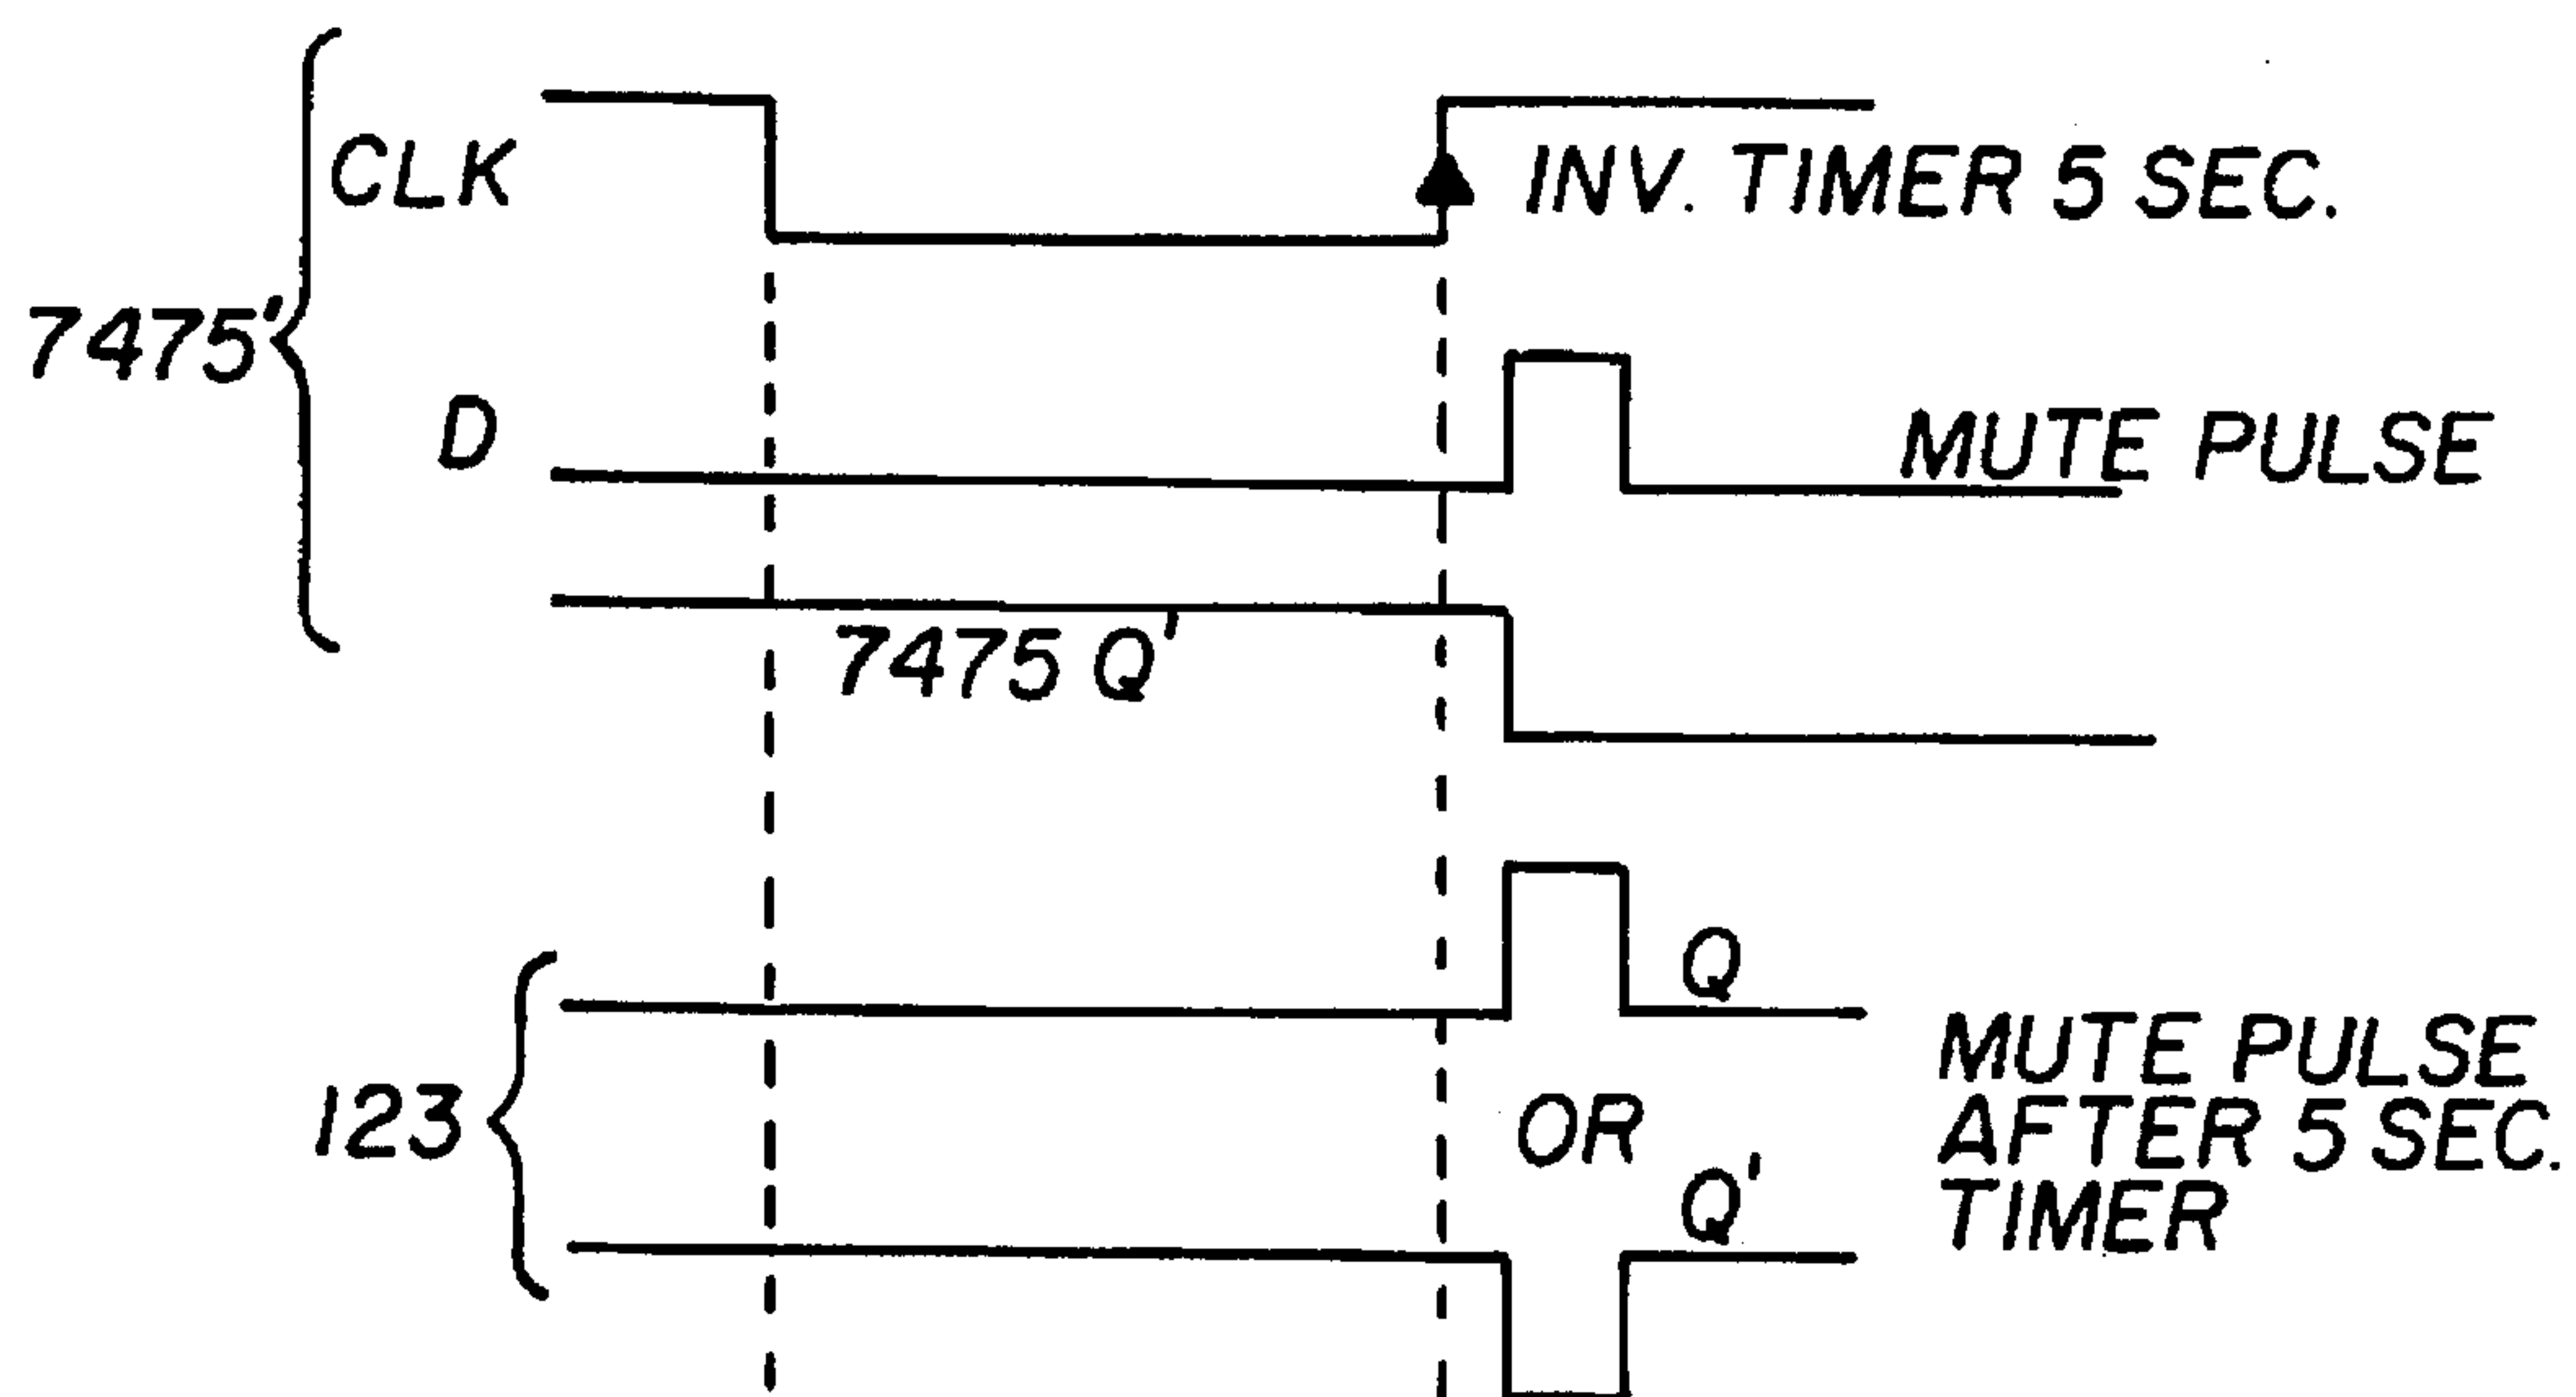 CLK
INV. TIMER 5 SEC.
7475'
D
MUTE PULSE
7475 Q'
Q
123
OR
MUTE PULSE
AFTER 5 SEC.
TIMER
Q'